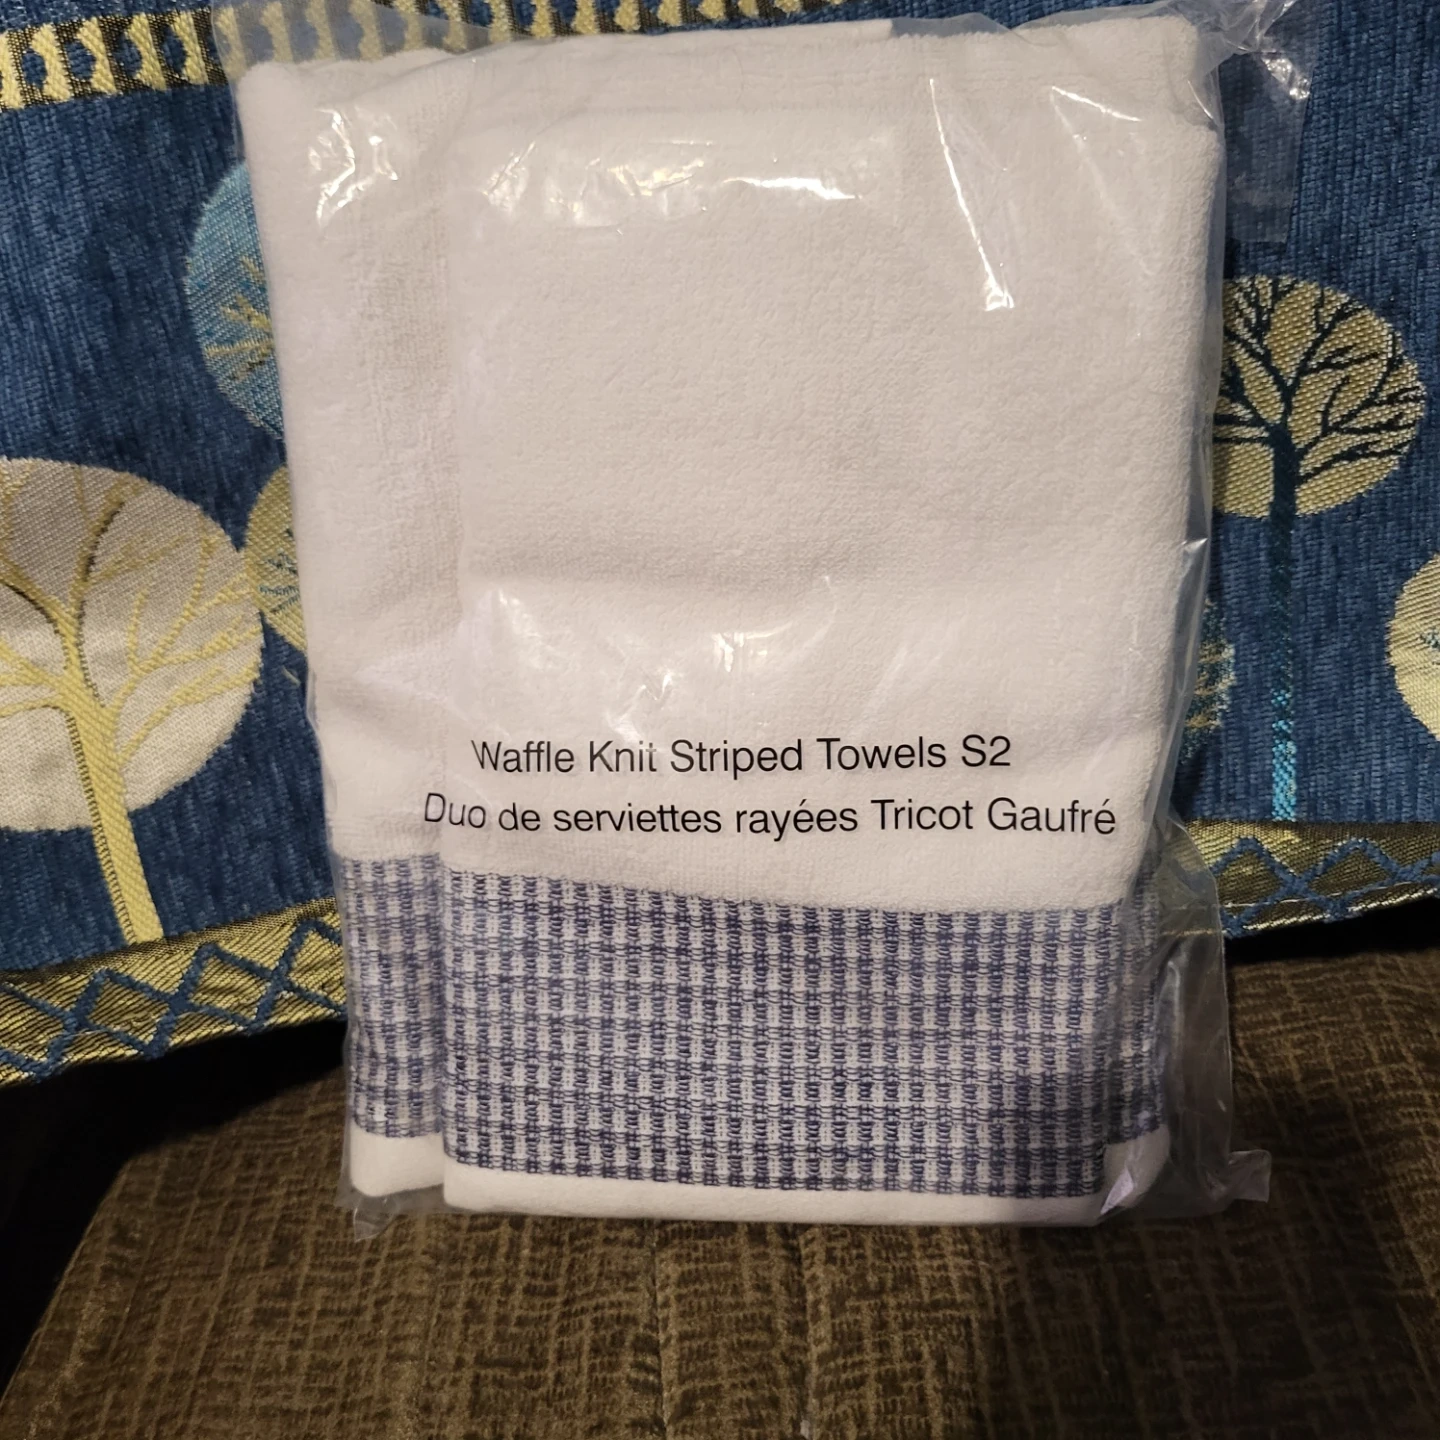 Waffle Knit Striped Towels S2
Duo de serviettes rayées Tricot Gaufré